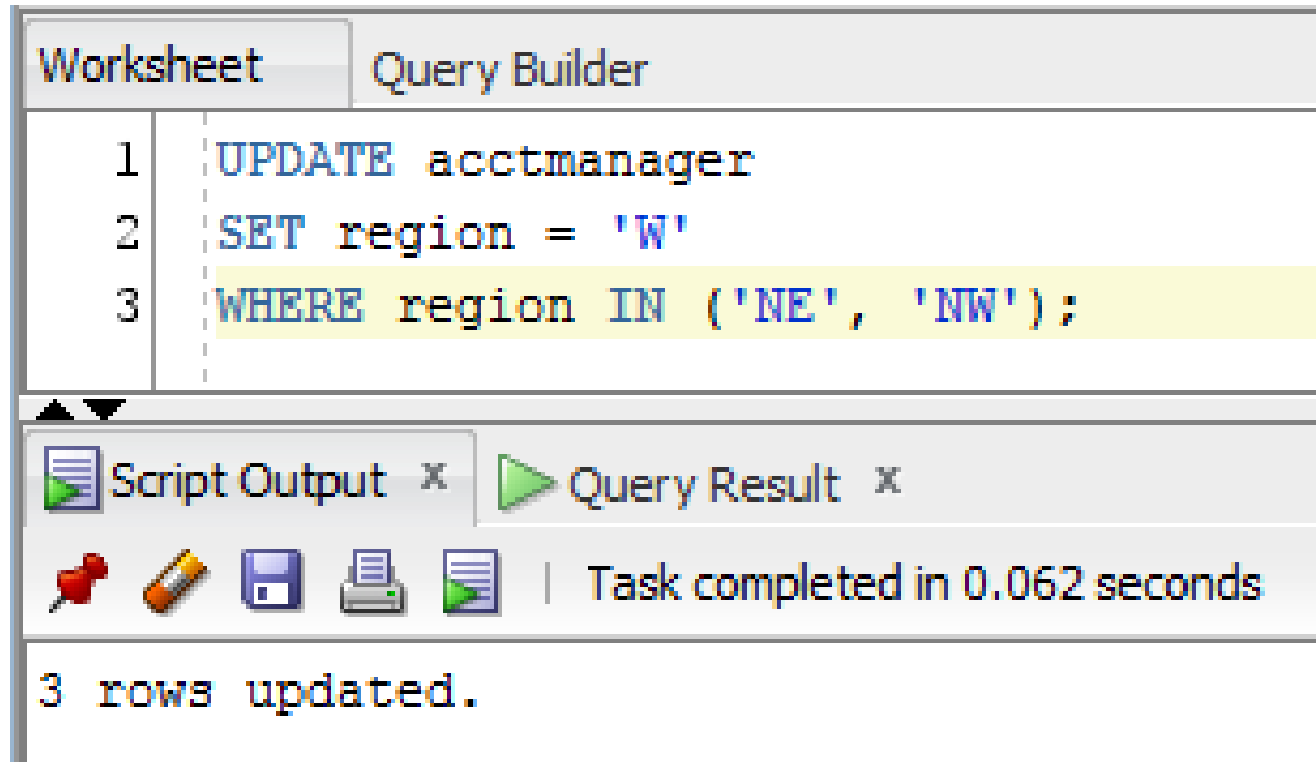 Worksheet Query Builder
1 UPDATE acctmanager
2 SET region = 'W'
3 WHERE region IN ('NE', 'NW');
Script Output x Query Result x
Task completed in 0.062 seconds
3 rows updated.